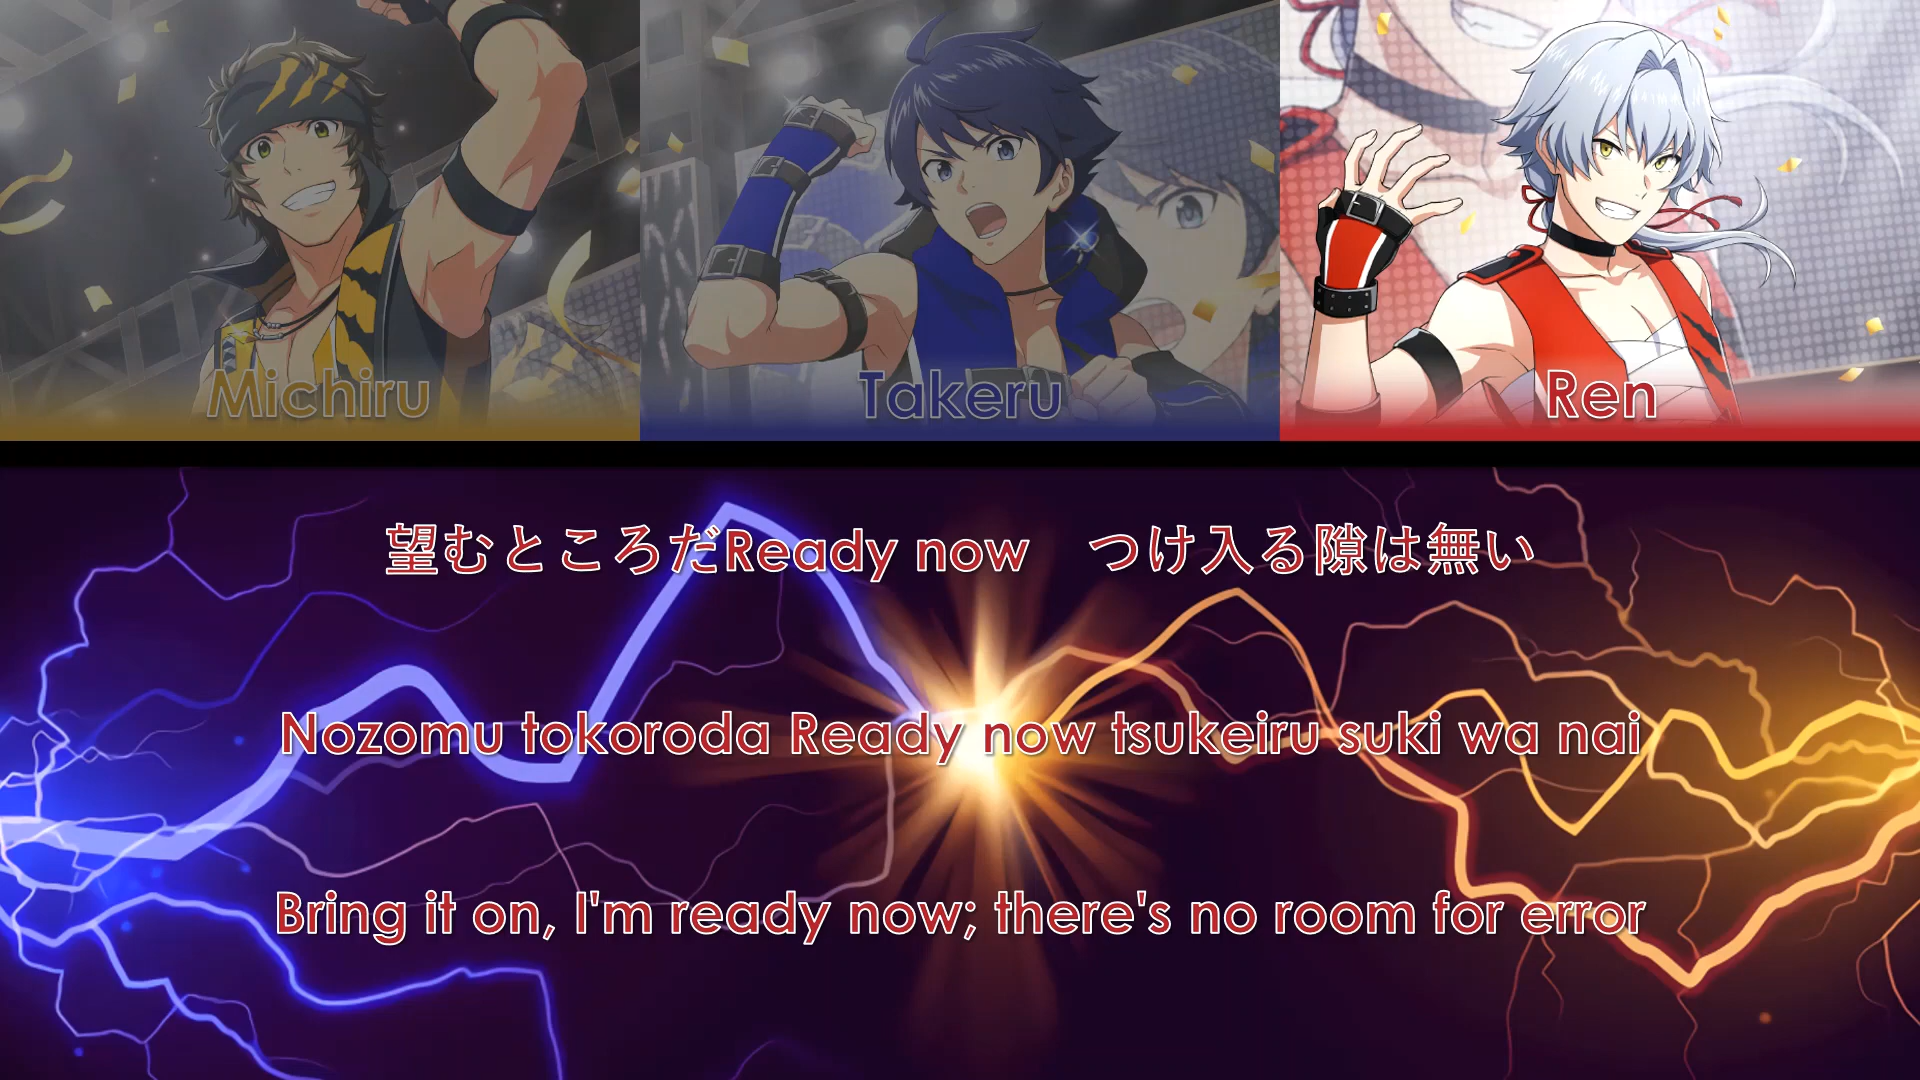 Michiru
Takeru
Ren
望むところだReady now　つけ入る隙は無い
Nozomu tokoroda Ready now tsukeiru suki wa nai
Bring it on, I'm ready now; there's no room for error